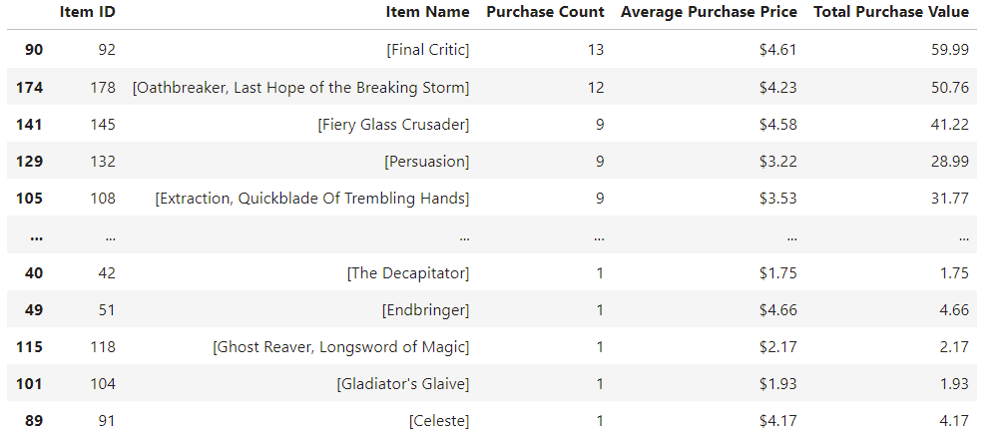 Item ID Item Name Purchase Count Average Purchase Price Total Purchase Value
90 92 [Final Critic] 13 $4.61 59.99
174 178 [Oathbreaker, Last Hope of the Breaking Storm] 12 $4.23 50.76
141 145 [Fiery Glass Crusader] 9 $4.58 41.22
129 132 [Persuasion] 9 $3.22 28.99
105 108 [Extraction, Quickblade Of Trembling Hands] 9 $3.53 31.77
... ... ... ... ... ...
40 42 [The Decapitator] 1 $1.75 1.75
49 51 [Endbringer] 1 $4.66 4.66
115 118 [Ghost Reaver, Longsword of Magic] 1 $2.17 2.17
101 104 [Gladiator's Glaive] 1 $1.93 1.93
89 91 [Celeste] 1 $4.17 4.17